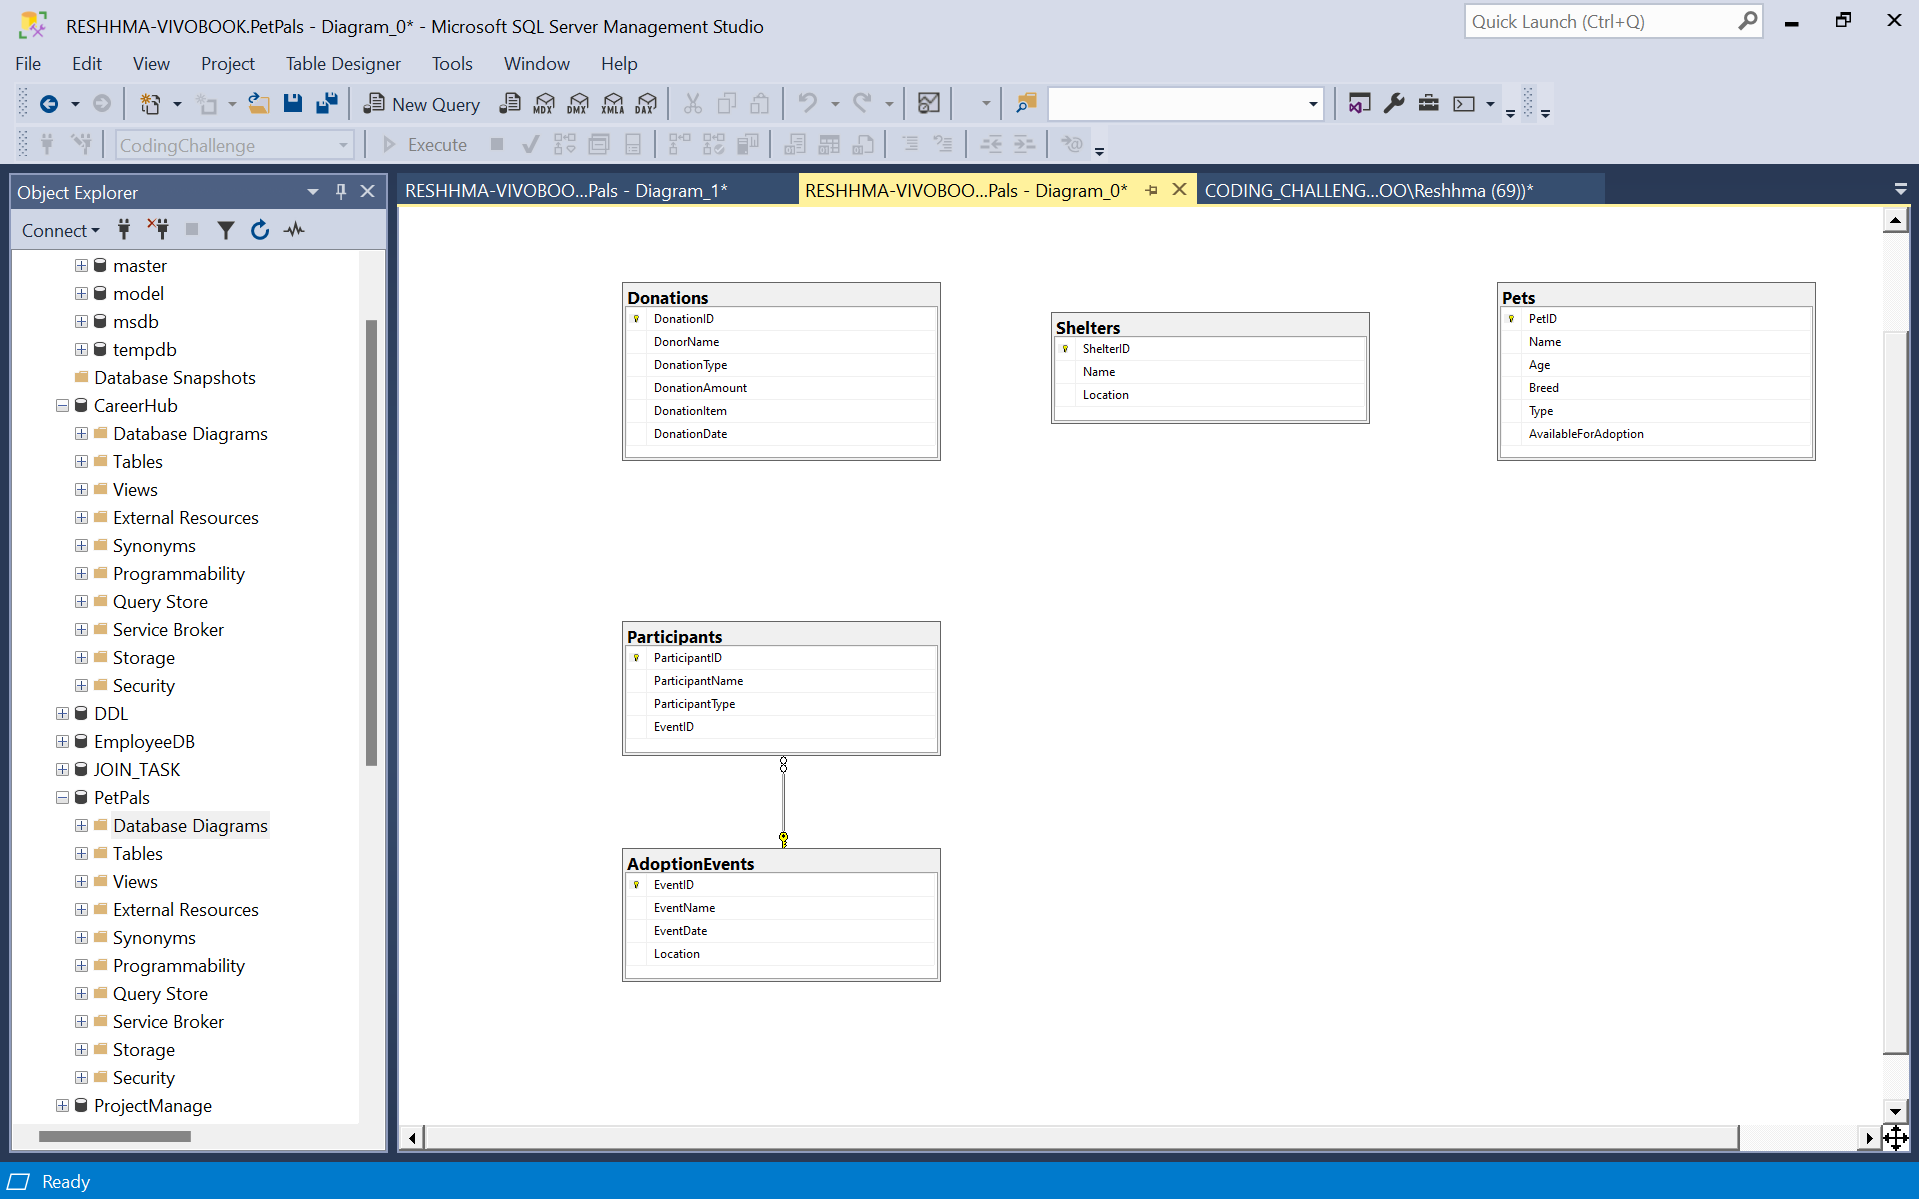 RESHHMA-VIVOBOOK.PetPals - Diagram_0* - Microsoft SQL Server Management Studio
Quick Launch (Ctrl+Q)
File Edit View Project Table Designer Tools Window Help
New Query MDX DMX XMLA DAX
CodingChallenge Execute
Object Explorer
RESHHMA-VIVOBOO...Pals - Diagram_1*
RESHHMA-VIVOBOO...Pals - Diagram_0*
CODING_CHALLENG...OO\Reshhma (69))*
Connect
master
model
msdb
tempdb
Database Snapshots
CareerHub
Database Diagrams
Tables
Views
External Resources
Synonyms
Programmability
Query Store
Service Broker
Storage
Security
DDL
EmployeeDB
JOIN_TASK
PetPals
Database Diagrams
Tables
Views
External Resources
Synonyms
Programmability
Query Store
Service Broker
Storage
Security
ProjectManage
Donations
DonationID
DonorName
DonationType
DonationAmount
DonationItem
DonationDate
Shelters
ShelterID
Name
Location
Pets
PetID
Name
Age
Breed
Type
AvailableForAdoption
Participants
ParticipantID
ParticipantName
ParticipantType
EventID
AdoptionEvents
EventID
EventName
EventDate
Location
Ready